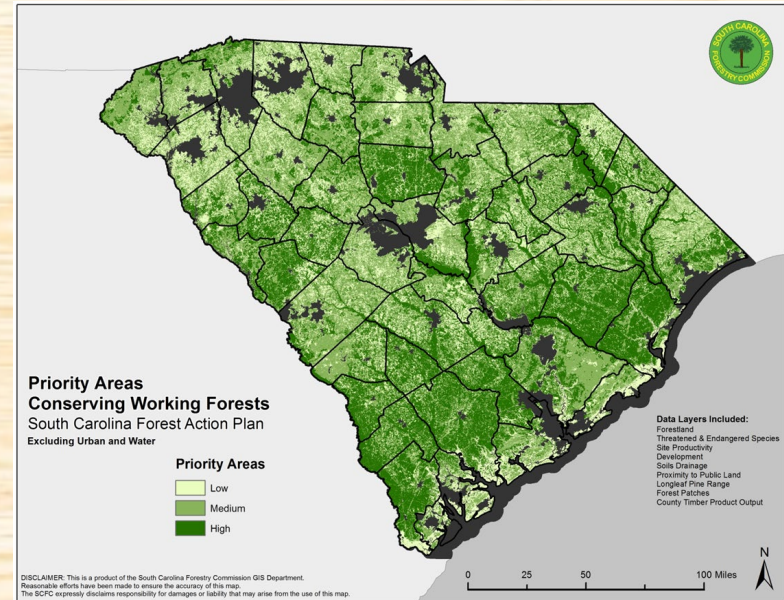 SOUTH CAROLINA
FORESTRY COMMISSION
Priority Areas
Conserving Working Forests
South Carolina Forest Action Plan
Excluding Urban and Water
Priority Areas
Low
Medium
High
Data Layers Included:
Forestland
Threatened & Endangered Species
Site Productivity
Development
Soils Drainage
Proximity to Public Land
Longleaf Pine Range
Forest Patches
County Timber Product Output
DISCLAIMER: This is a product of the South Carolina Forestry Commission GIS Department.
Reasonable efforts have been made to ensure the accuracy of this map.
The SCFC expressly disclaims responsibility for damages or liability that may arise from the use of this map.
0 25 50 100 Miles
N